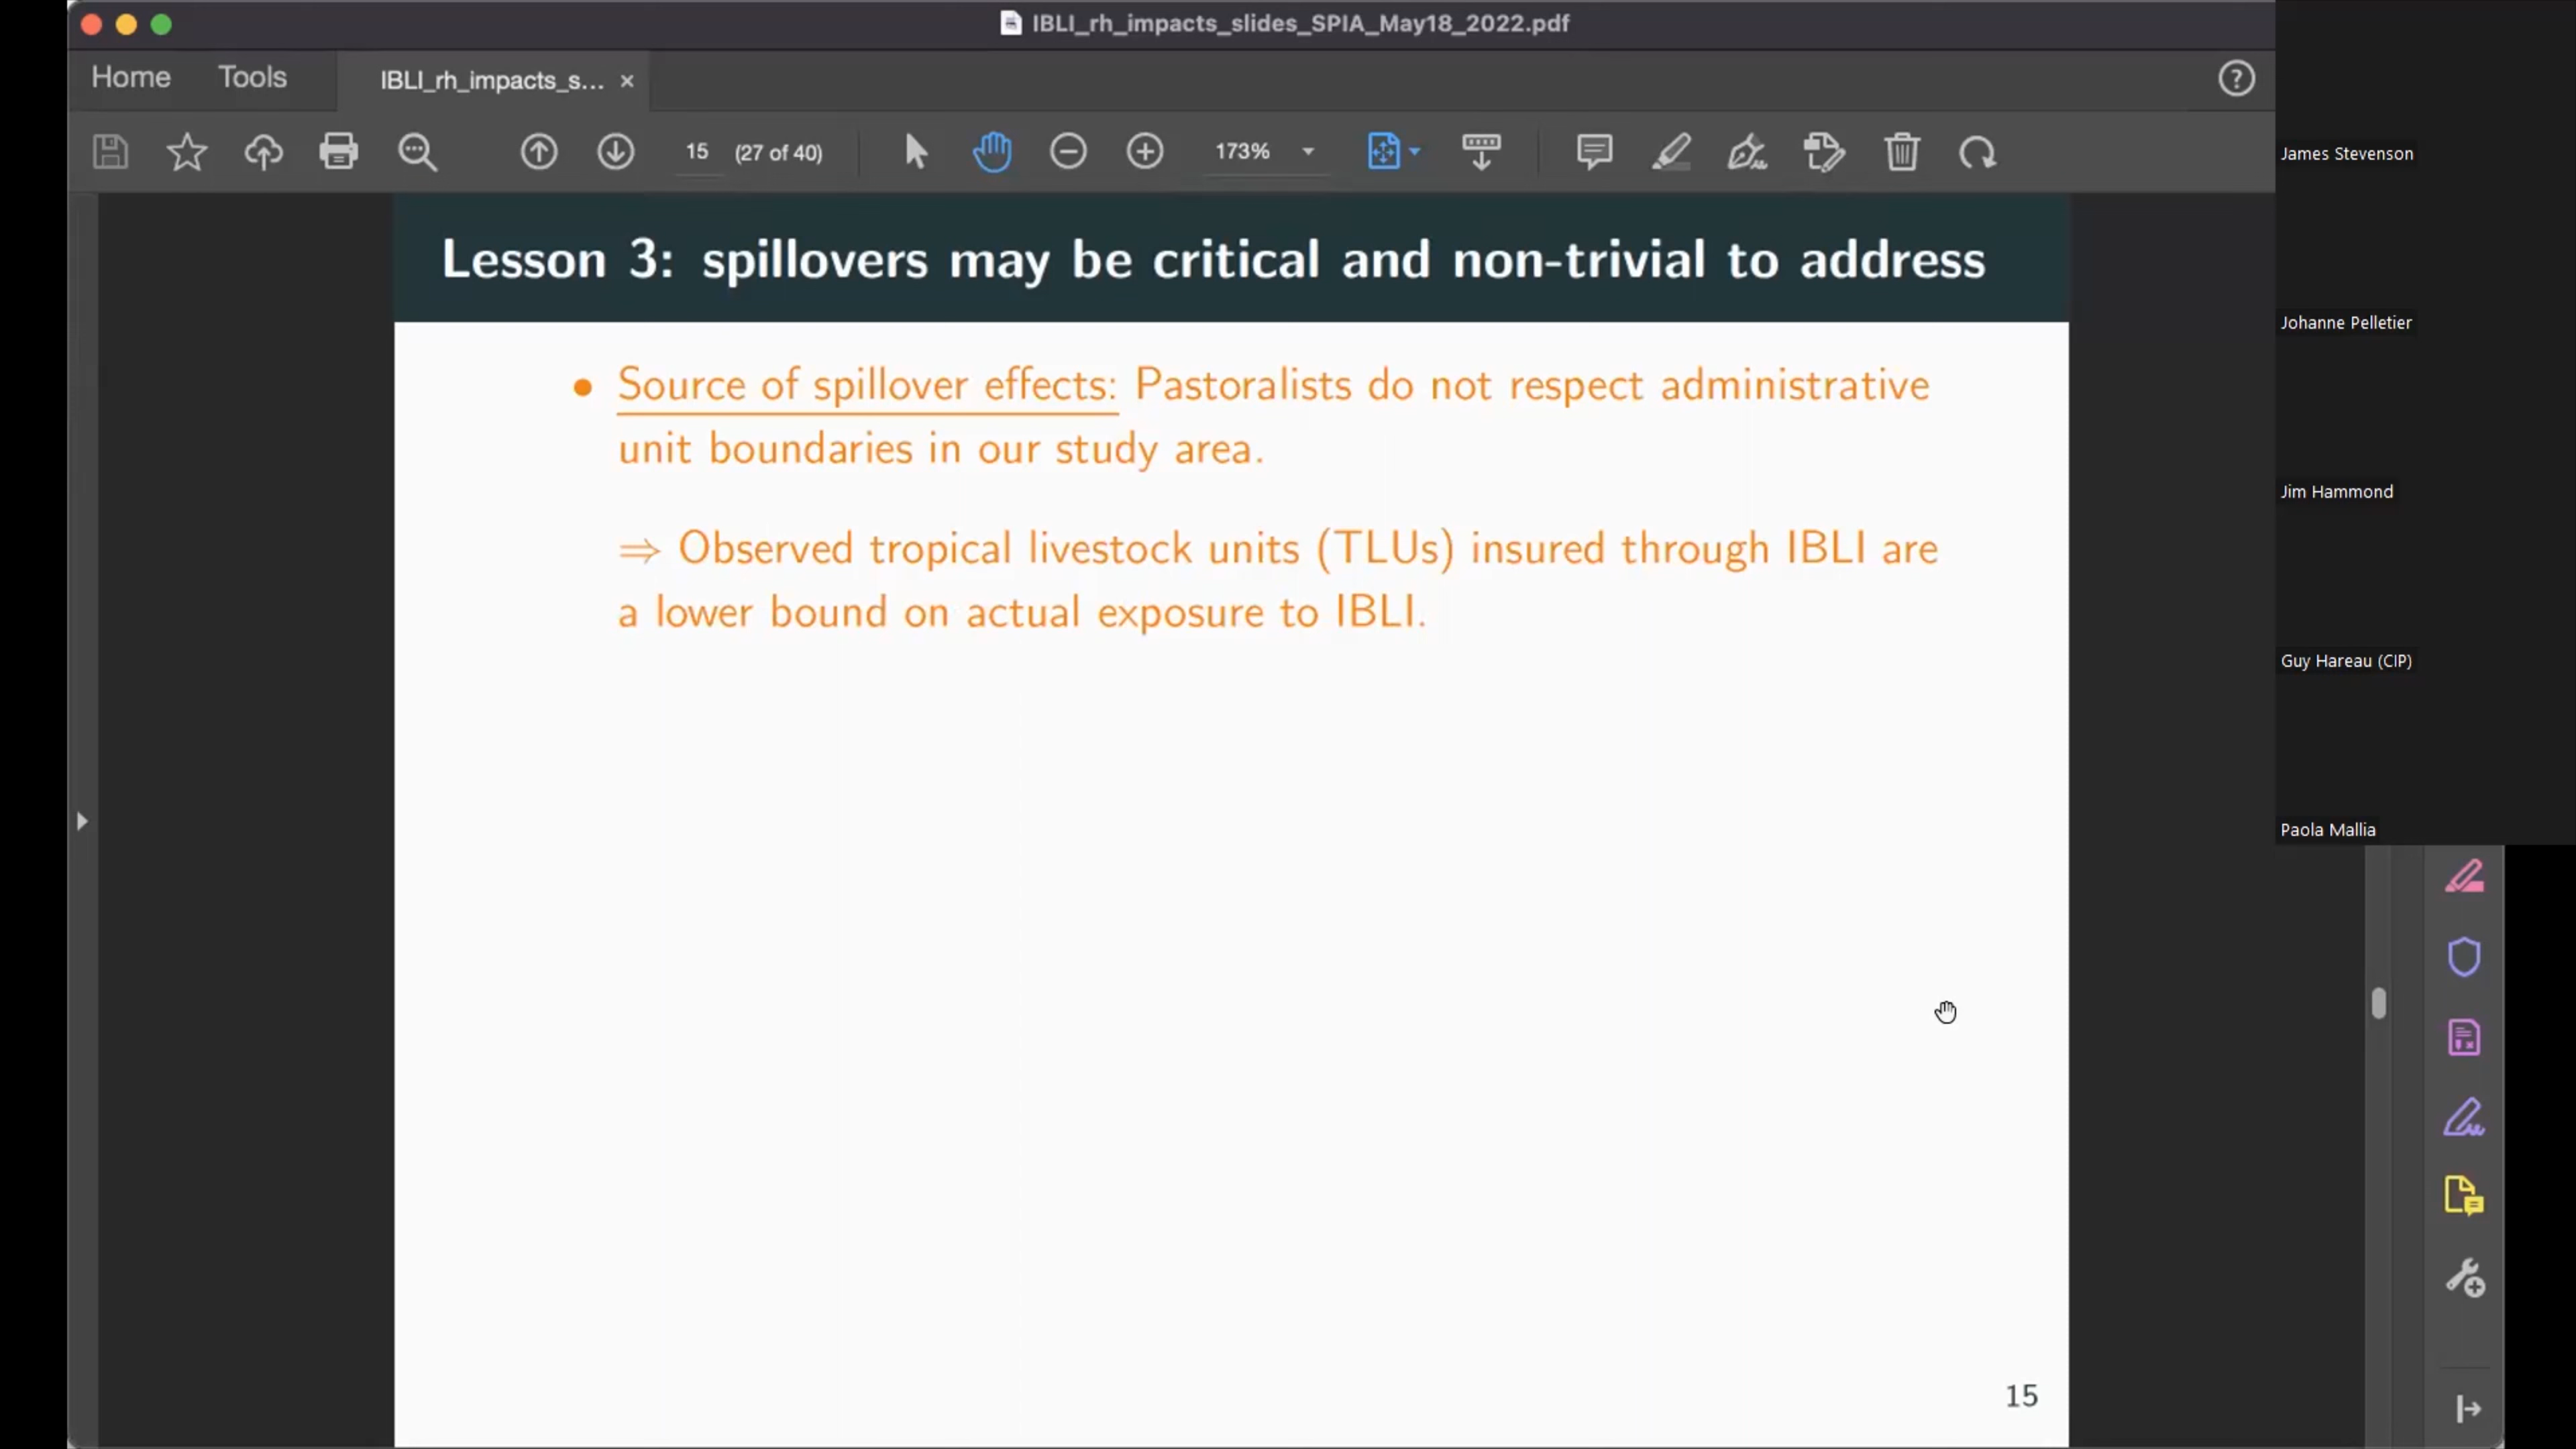 IBLI_rh_impacts_slides_SPIA_May18_2022.pdf
Home Tools IBLI_rh_impacts_s... ×
15 (27 of 40) 173%
James Stevenson
Johanne Pelletier
Jim Hammond
Guy Hareau (CIP)
Paola Mallia
Lesson 3: spillovers may be critical and non-trivial to address
• Source of spillover effects: Pastoralists do not respect administrative
unit boundaries in our study area.
⇒ Observed tropical livestock units (TLUs) insured through IBLI are
a lower bound on actual exposure to IBLI.
15